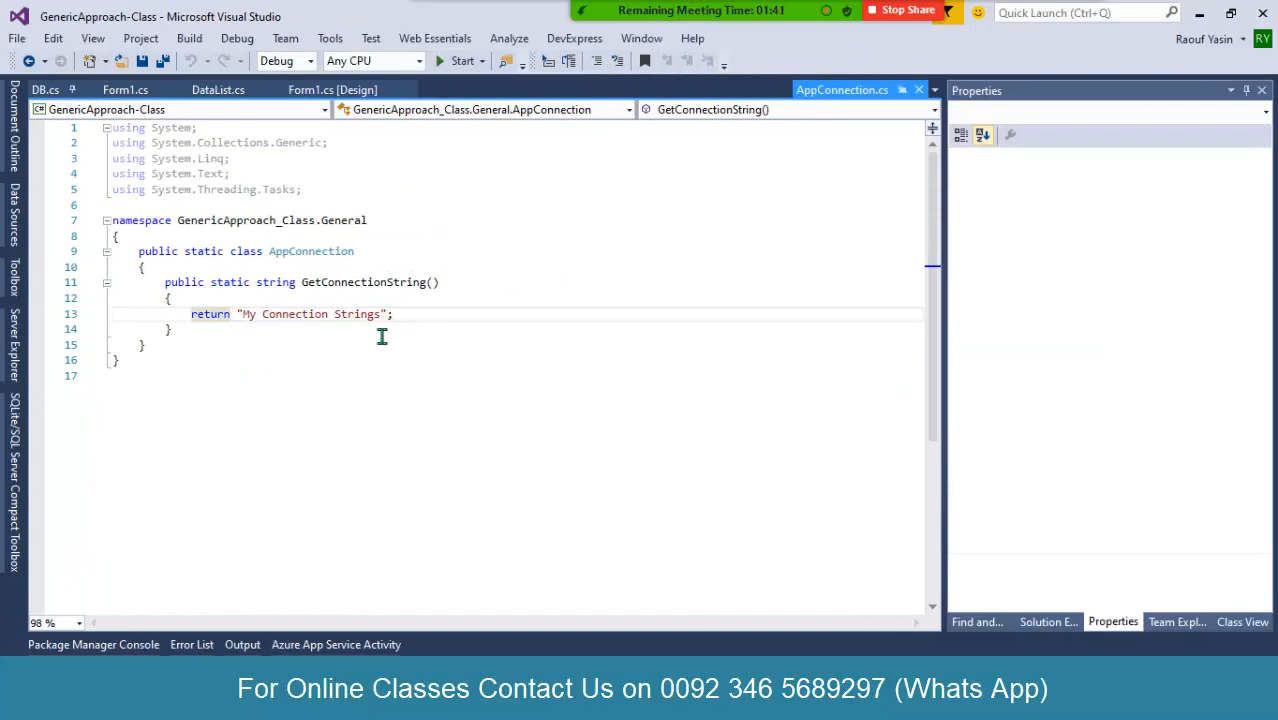 GenericApproach-Class - Microsoft Visual Studio
Remaining Meeting Time: 01:41
Stop Share
Quick Launch (Ctrl+Q)
File Edit View Project Build Debug Team Tools Test Web Essentials Analyze DevExpress Window Help
Raouf Yasin RY
Debug Any CPU Start
DB.cs Form1.cs DataList.cs Form1.cs [Design] AppConnection.cs
Properties
GenericApproach-Class GenericApproach_Class.General.AppConnection GetConnectionString()
Document Outline
Data Sources
Toolbox
Server Explorer
SQLite/SQL Server Compact Toolbox
1 using System;
2 using System.Collections.Generic;
3 using System.Linq;
4 using System.Text;
5 using System.Threading.Tasks;
6
7 namespace GenericApproach_Class.General
8 {
9 public static class AppConnection
10 {
11 public static string GetConnectionString()
12 {
13 return "My Connection Strings";
14 }
15 }
16 }
17
98 %
Find and... Solution E... Properties Team Expl... Class View
Package Manager Console Error List Output Azure App Service Activity
For Online Classes Contact Us on 0092 346 5689297 (Whats App)